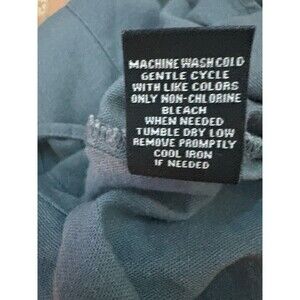 MACHINE WASH COLD
GENTLE CYCLE
WITH LIKE COLORS
ONLY NON-CHLORINE
BLEACH
WHEN NEEDED
TUMBLE DRY LOW
REMOVE PROMPTLY
COOL IRON
IF NEEDED